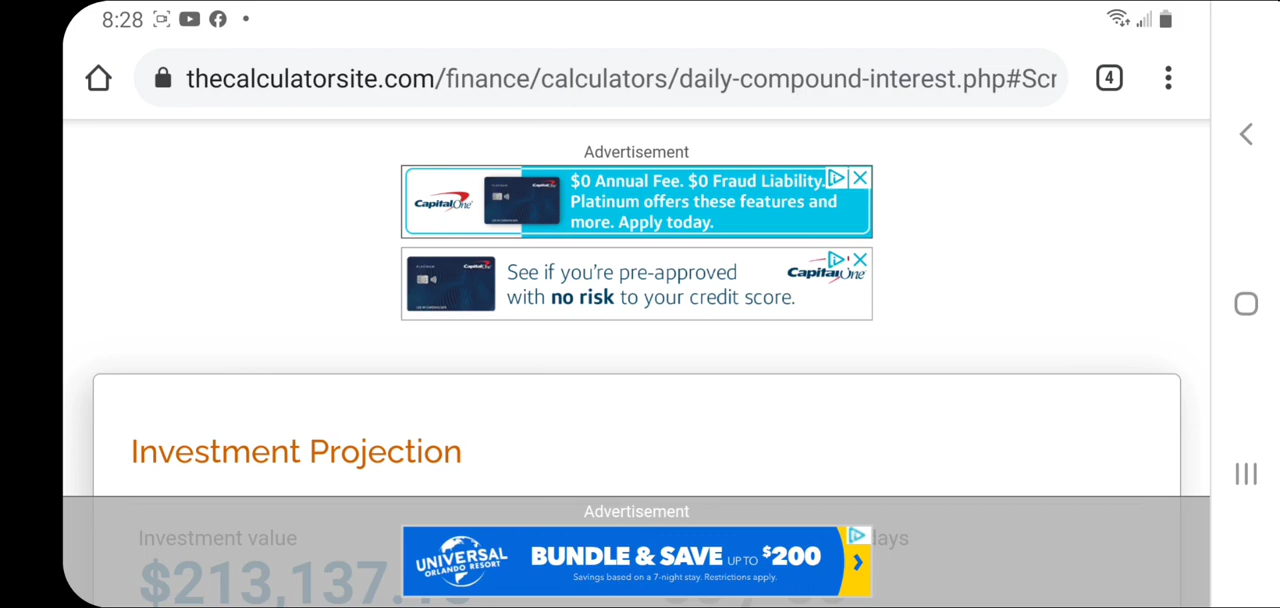 8:28
thecalculatorsite.com/finance/calculators/daily-compound-interest.php#Scr
4
Advertisement
Capital One
$0 Annual Fee. $0 Fraud Liability.
Platinum offers these features and
more. Apply today.
See if you're pre-approved
with no risk to your credit score.
Capital One
Investment Projection
Advertisement
Investment value
days
UNIVERSAL
ORLANDO RESORT
BUNDLE & SAVE UP TO $200
Savings based on a 7-night stay. Restrictions apply.
$213,137.